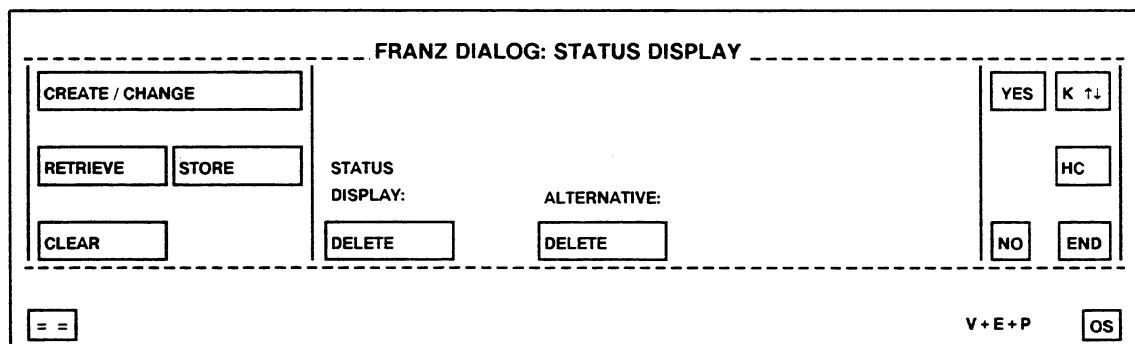 FRANZ DIALOG: STATUS DISPLAY
CREATE / CHANGE
YES K ↑↓
RETRIEVE STORE STATUS HC
DISPLAY: ALTERNATIVE:
CLEAR DELETE DELETE NO END
= = V + E + P OS